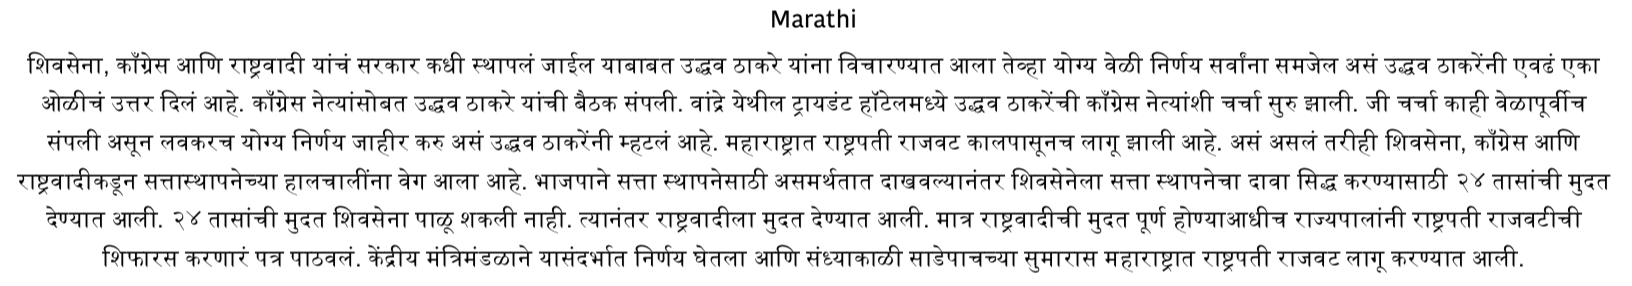 Marathi
शिवसेना, काँग्रेस आणि राष्ट्रवादी यांचं सरकार कधी स्थापलं जाईल याबाबत उद्धव ठाकरे यांना विचारण्यात आला तेव्हा योग्य वेळी निर्णय सर्वांना समजेल असं उद्धव ठाकरेंनी एवढं एका
ओळीचं उत्तर दिलं आहे. काँग्रेस नेत्यांसोबत उद्धव ठाकरे यांची बैठक संपली. वांद्रे येथील ट्रायडंट हॉटेलमध्ये उद्धव ठाकरेंची काँग्रेस नेत्यांशी चर्चा सुरु झाली. जी चर्चा काही वेळापूर्वीच
संपली असून लवकरच योग्य निर्णय जाहीर करु असं उद्धव ठाकरेंनी म्हटलं आहे. महाराष्ट्रात राष्ट्रपती राजवट कालपासूनच लागू झाली आहे. असं असलं तरीही शिवसेना, काँग्रेस आणि
राष्ट्रवादीकडून सत्तास्थापनेच्या हालचालींना वेग आला आहे. भाजपाने सत्ता स्थापनेसाठी असमर्थतात दाखवल्यानंतर शिवसेनेला सत्ता स्थापनेचा दावा सिद्ध करण्यासाठी २४ तासांची मुदत
देण्यात आली. २४ तासांची मुदत शिवसेना पाळू शकली नाही. त्यानंतर राष्ट्रवादीला मुदत देण्यात आली. मात्र राष्ट्रवादीची मुदत पूर्ण होण्याआधीच राज्यपालांनी राष्ट्रपती राजवटीची
शिफारस करणारं पत्र पाठवलं. केंद्रीय मंत्रिमंडळाने यासंदर्भात निर्णय घेतला आणि संध्याकाळी साडेपाचच्या सुमारास महाराष्ट्रात राष्ट्रपती राजवट लागू करण्यात आली.